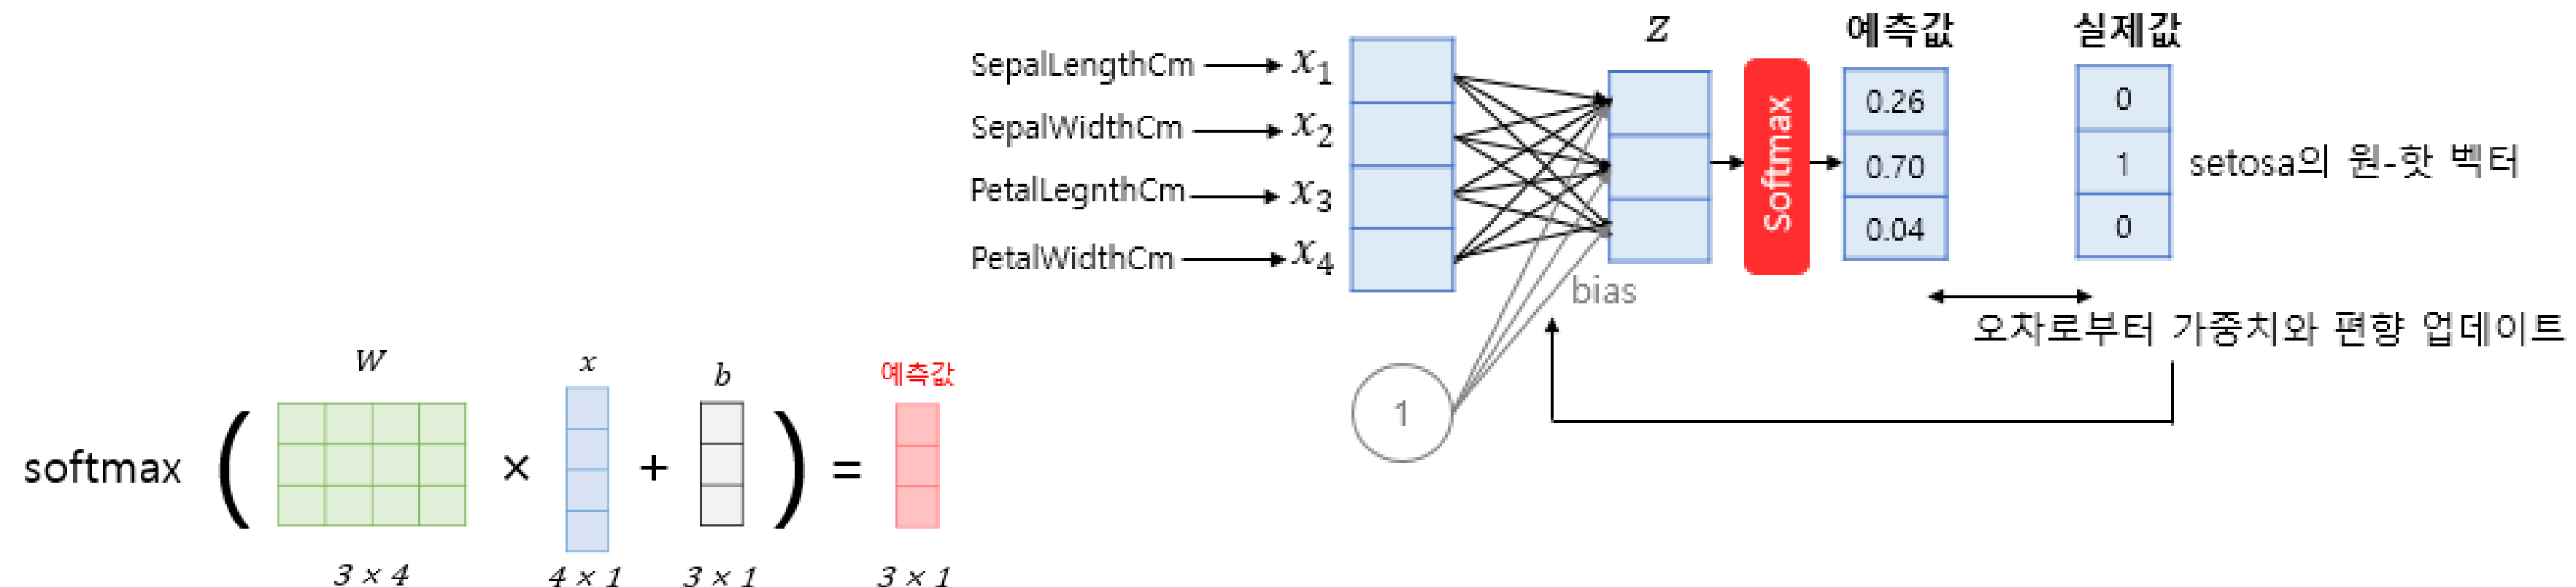 Z
예측값
실제값
SepalLengthCm x1
SepalWidthCm x2
PetalLegnthCm x3
PetalWidthCm x4
Softmax
0.26
0.70
0.04
0
1
0
setosa의 원-핫 벡터
bias
1
오차로부터 가중치와 편향 업데이트
W
x
b
예측값
softmax ( × + ) =
3 × 4
4 × 1
3 × 1
3 × 1